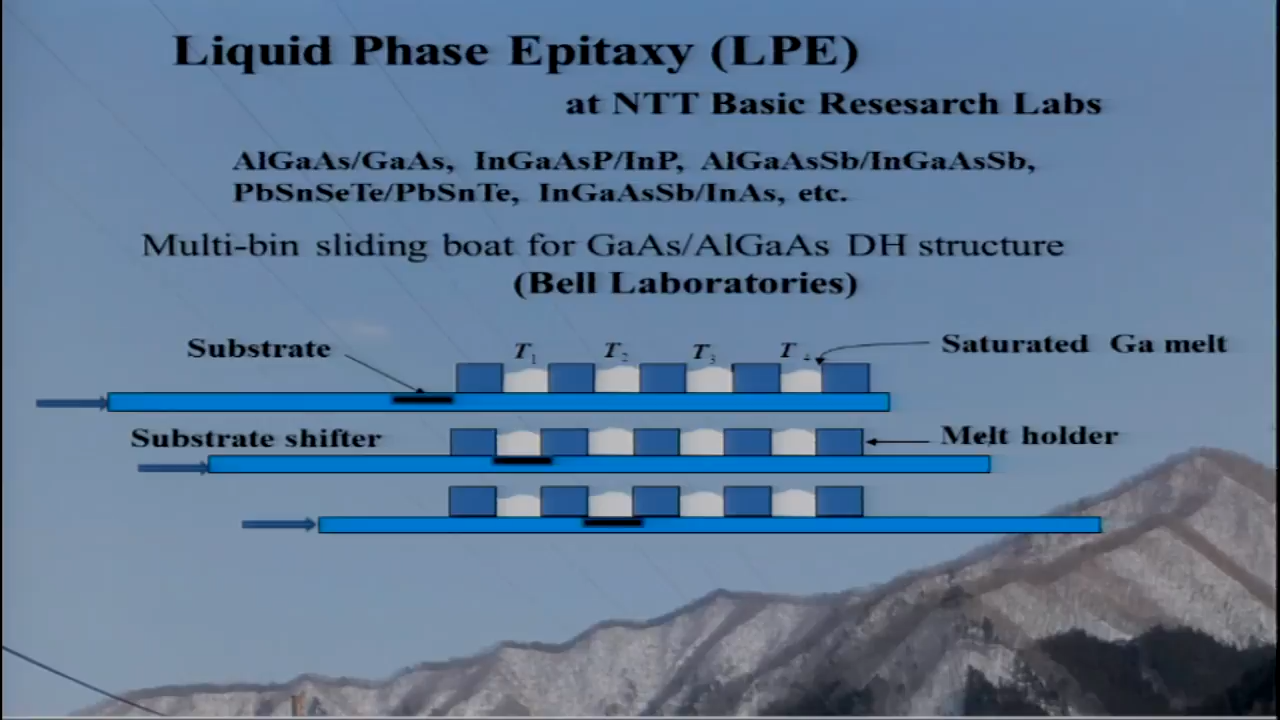 Liquid Phase Epitaxy (LPE)
at NTT Basic Resesarch Labs
AlGaAs/GaAs, InGaAsP/InP, AlGaAsSb/InGaAsSb,
PbSnSeTe/PbSnTe, InGaAsSb/InAs, etc.
Multi-bin sliding boat for GaAs/AlGaAs DH structure
(Bell Laboratories)
Substrate T1 T2 T3 T4 Saturated Ga melt
Substrate shifter Melt holder